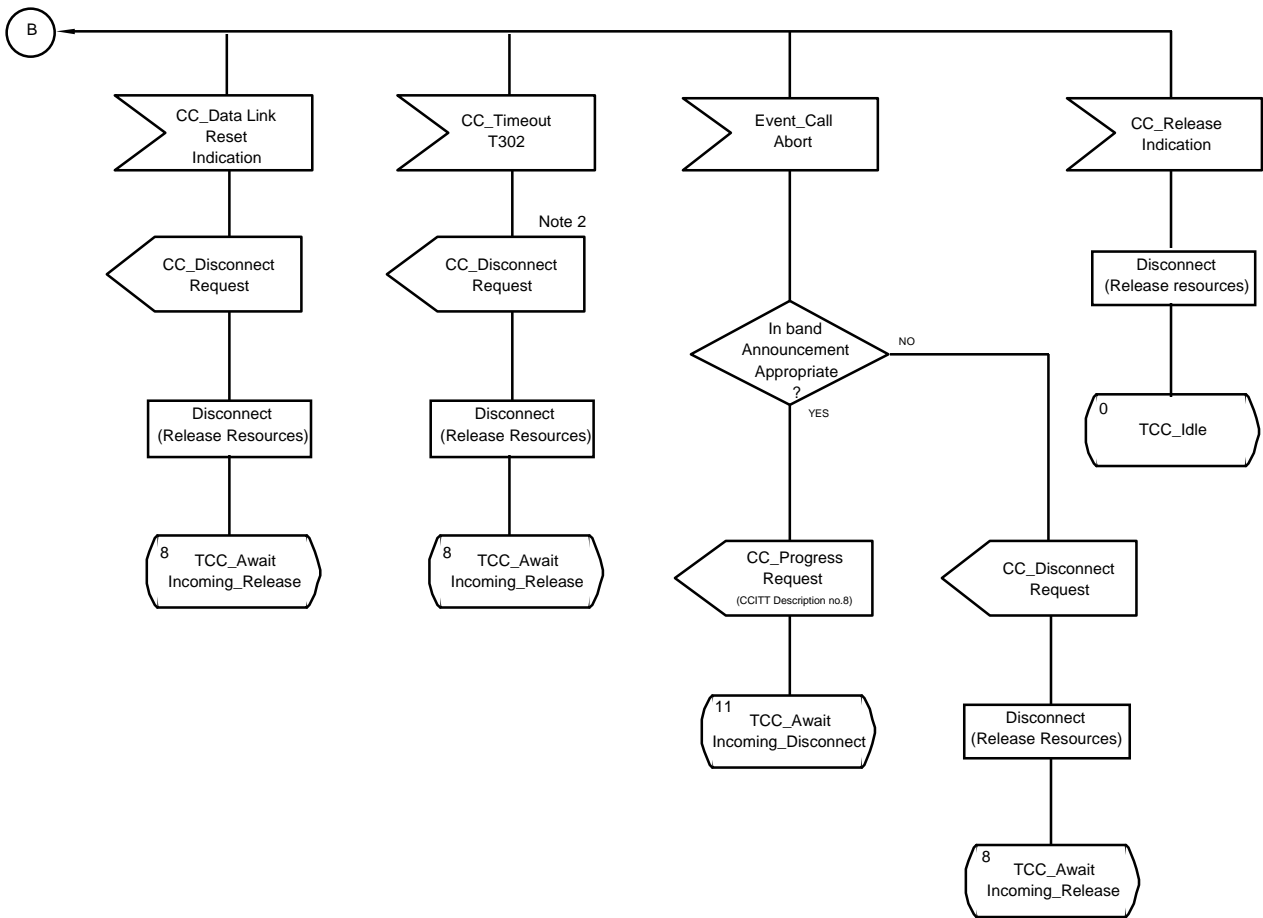 B
CC_Data Link
Reset
Indication
CC_Timeout
T302
Event_Call
Abort
CC_Release
Indication
Note 2
CC_Disconnect
Request
CC_Disconnect
Request
Disconnect
(Release resources)
In band
Announcement
Appropriate
?
NO
YES
Disconnect
(Release Resources)
Disconnect
(Release Resources)
0
TCC_Idle
8
TCC_Await
Incoming_Release
8
TCC_Await
Incoming_Release
CC_Progress
Request
(CCITT Description no.8)
CC_Disconnect
Request
11
TCC_Await
Incoming_Disconnect
Disconnect
(Release Resources)
8
TCC_Await
Incoming_Release